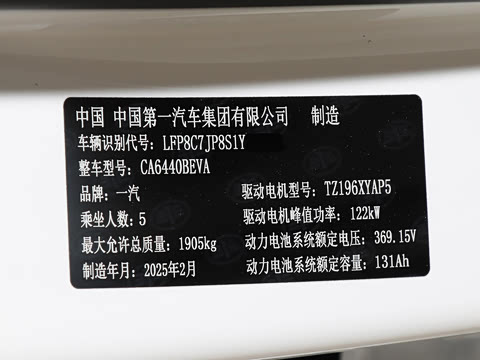 中国 中国第一汽车集团有限公司 制造
车辆识别代号: LFP8C7JP8S1Y
整车型号: CA6440BEVA
品牌: 一汽 驱动电机型号: TZ196XYAP5
乘坐人数: 5 驱动电机峰值功率: 122kW
最大允许总质量: 1905kg 动力电池系统额定电压: 369.15V
制造年月: 2025年2月 动力电池系统额定容量: 131Ah